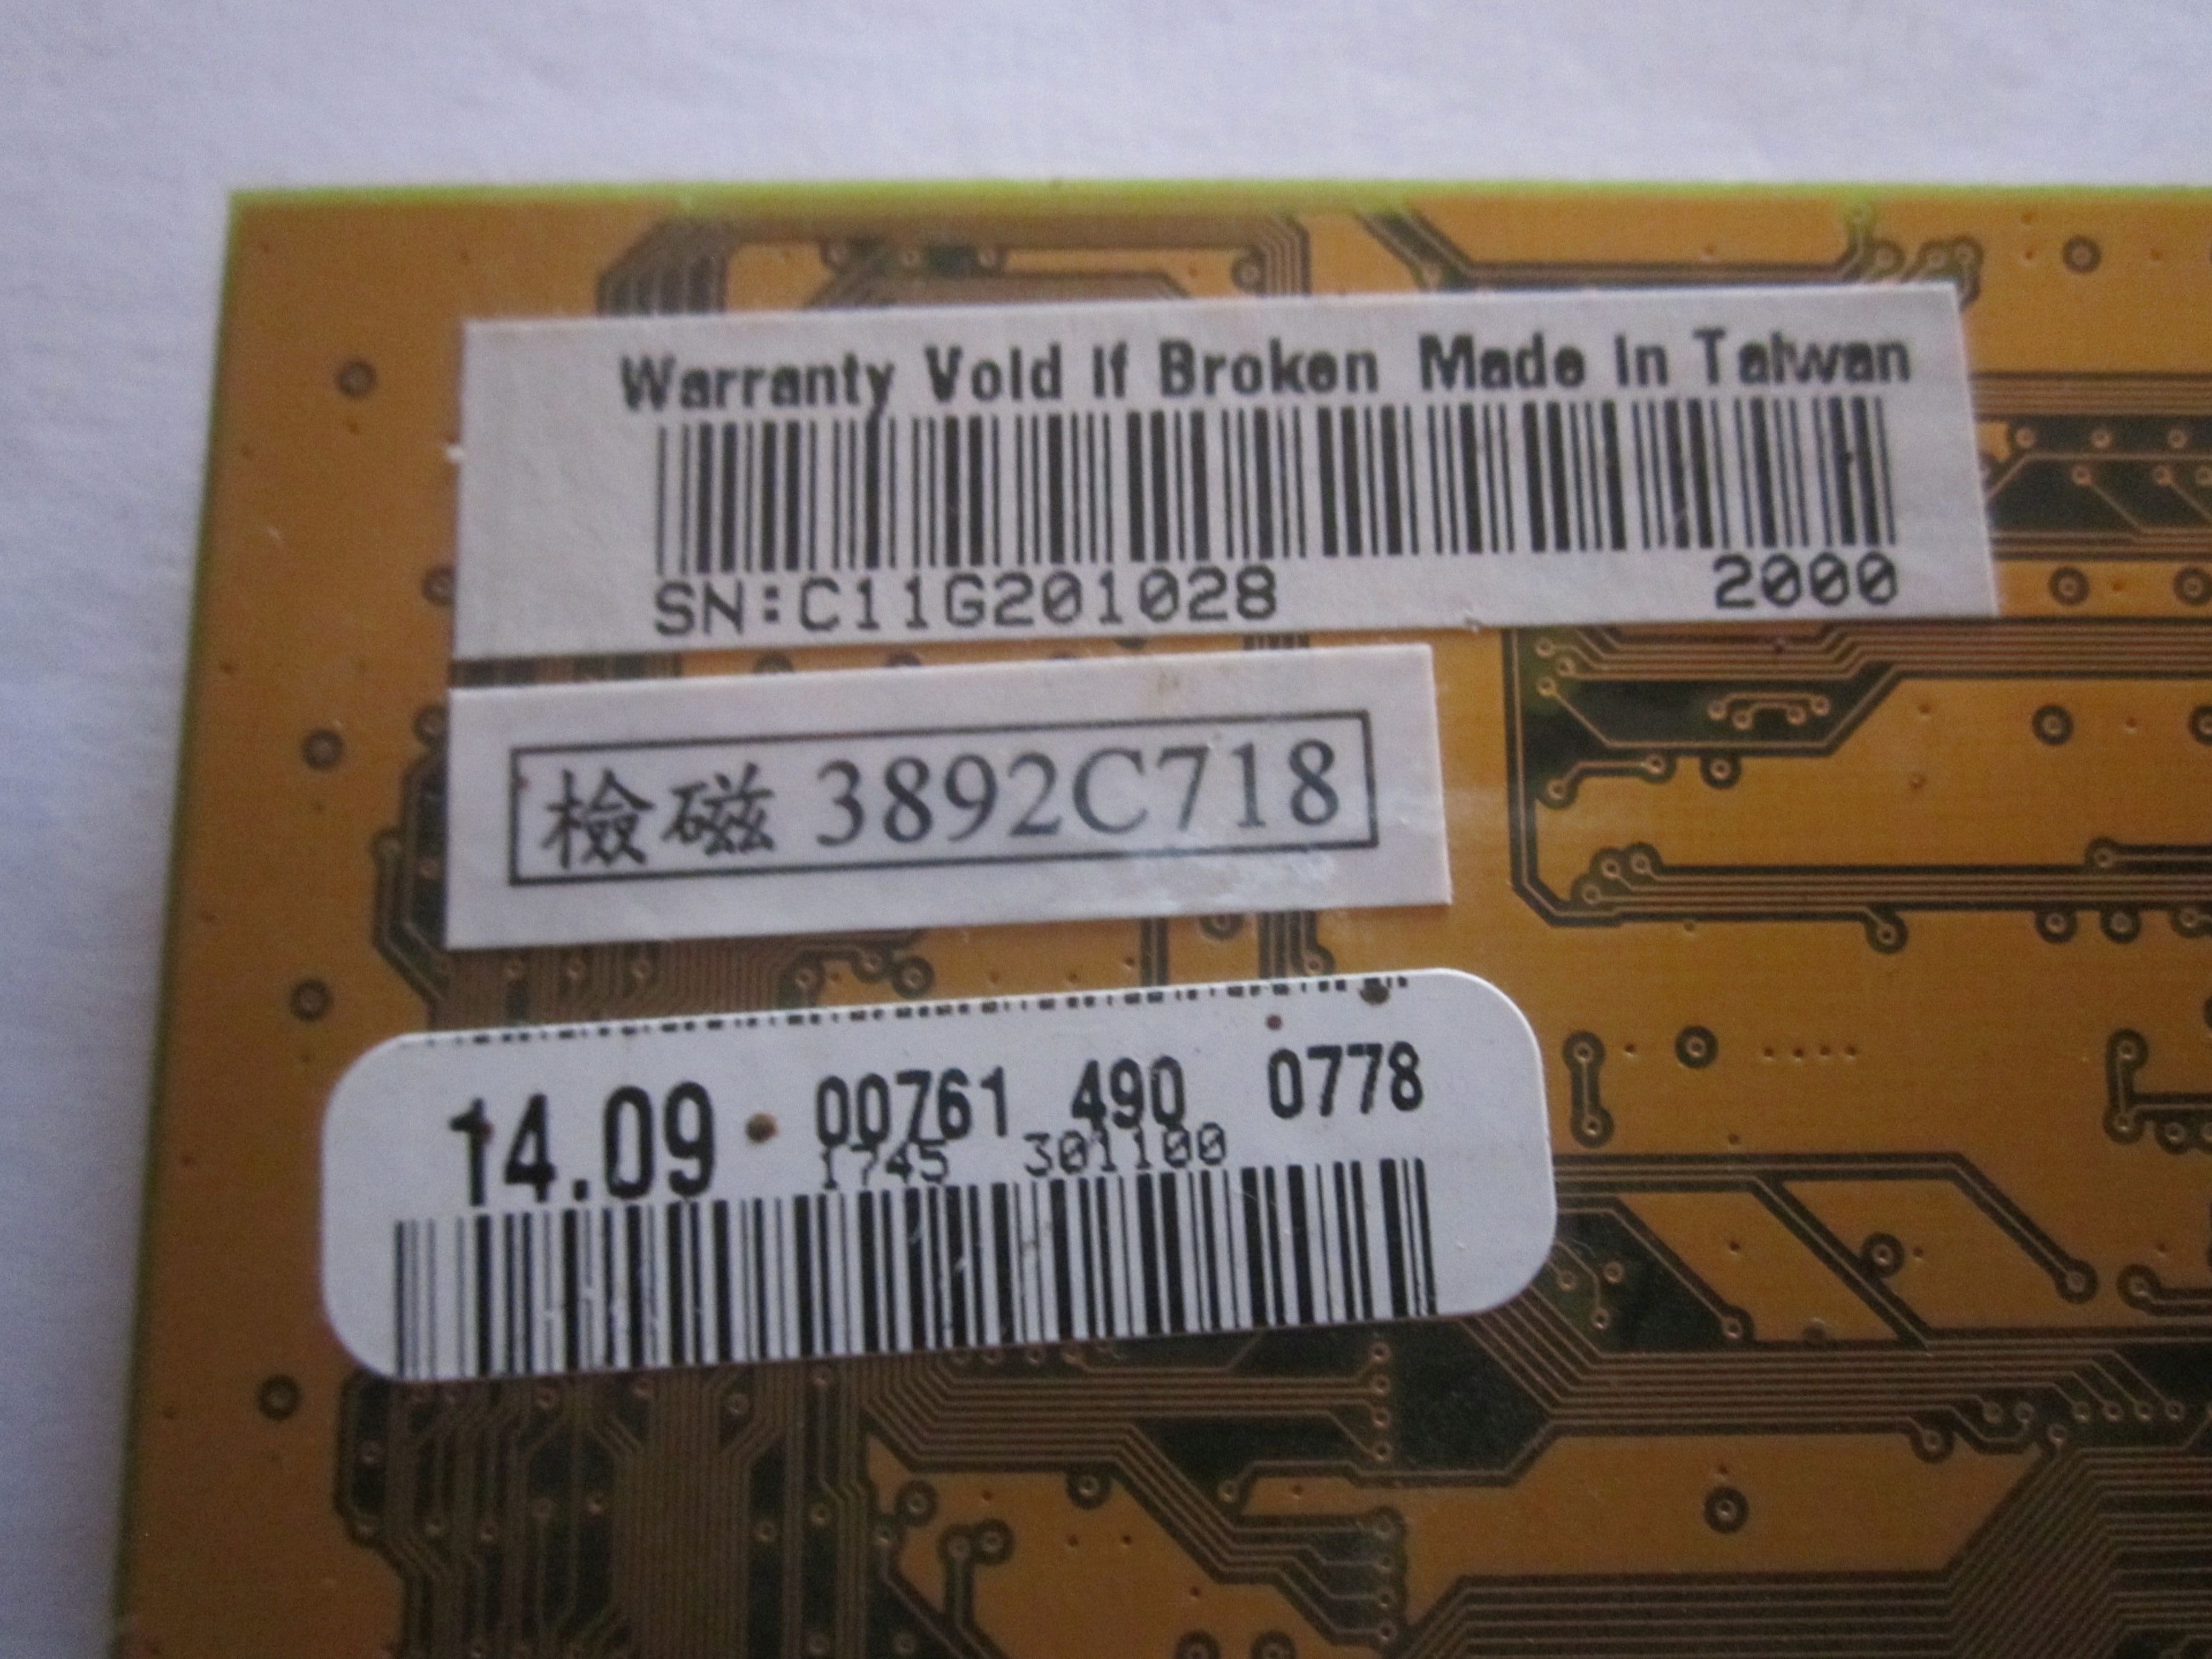 Warranty Void If Broken Made In Taiwan
SN:C11G201028 2000
檢磁 3892C718
14.09 00761 490 0778
1745 301100